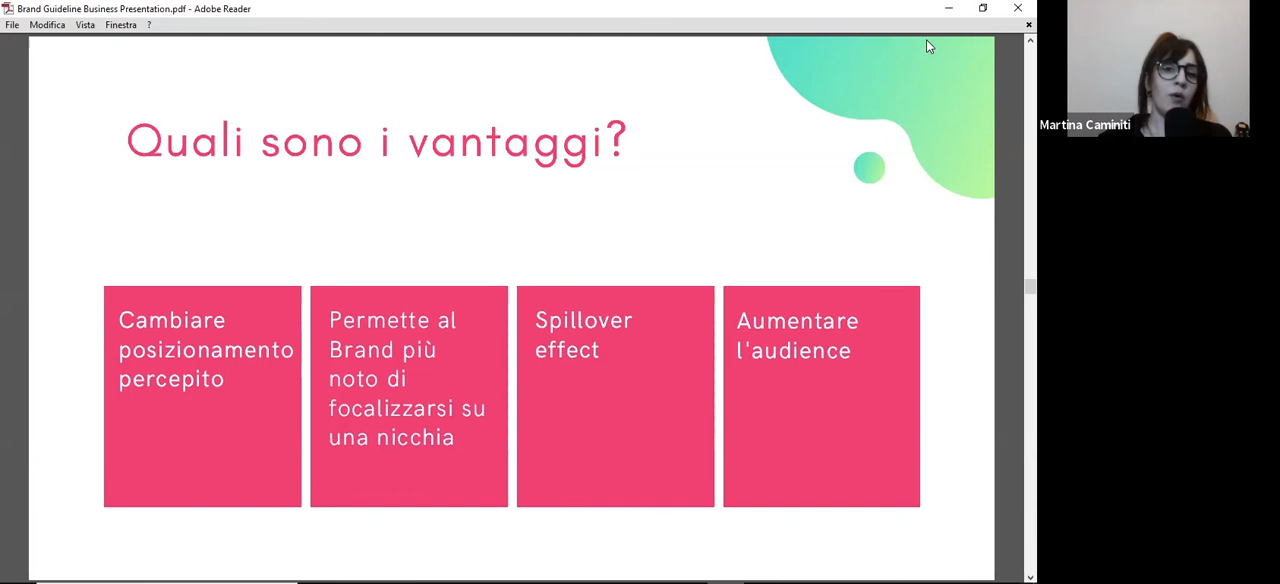 Brand Guideline Business Presentation.pdf - Adobe Reader
File Modifica Vista Finestra ?
Quali sono i vantaggi?
Cambiare
posizionamento
percepito
Permette al
Brand più
noto di
focalizzarsi su
una nicchia
Spillover
effect
Aumentare
l'audience
Martina Caminiti